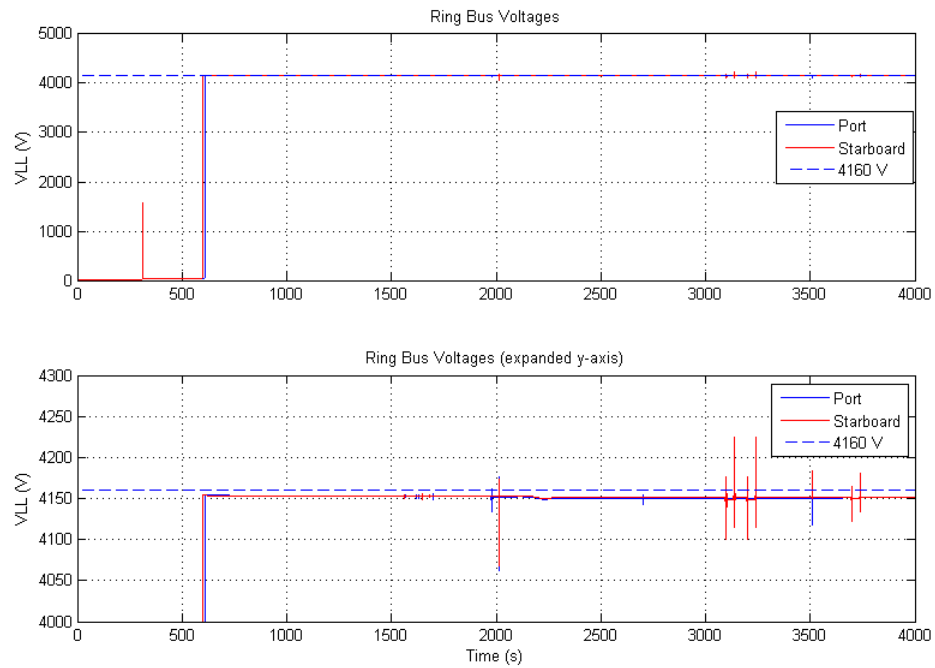 Ring Bus Voltages
5000
4000
3000
2000
1000
0
VLL (V)
Port
Starboard
4160 V
0 500 1000 1500 2000 2500 3000 3500 4000
Ring Bus Voltages (expanded y-axis)
4300
4250
4200
4150
4100
4050
4000
VLL (V)
Port
Starboard
4160 V
0 500 1000 1500 2000 2500 3000 3500 4000
Time (s)